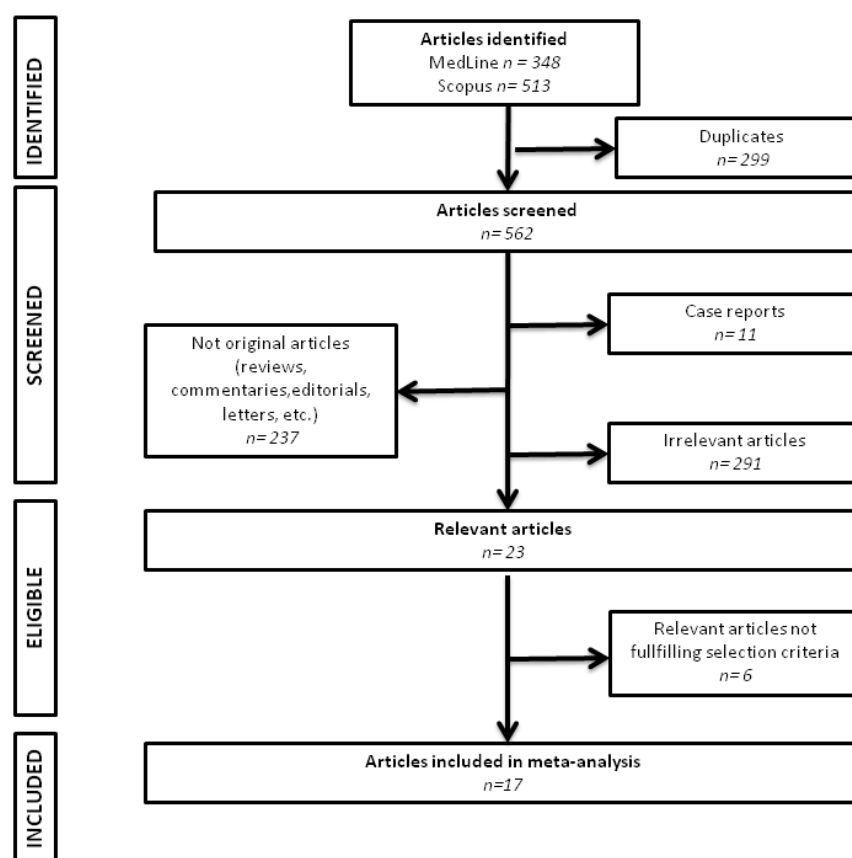 IDENTIFIED
Articles identified
MedLine n = 348
Scopus n= 513
Duplicates
n= 299
SCREENED
Articles screened
n= 562
Case reports
n= 11
Not original articles
(reviews,
commentaries,editorials,
letters, etc.)
n= 237
Irrelevant articles
n= 291
ELIGIBLE
Relevant articles
n= 23
Relevant articles not
fullfilling selection criteria
n= 6
INCLUDED
Articles included in meta-analysis
n=17